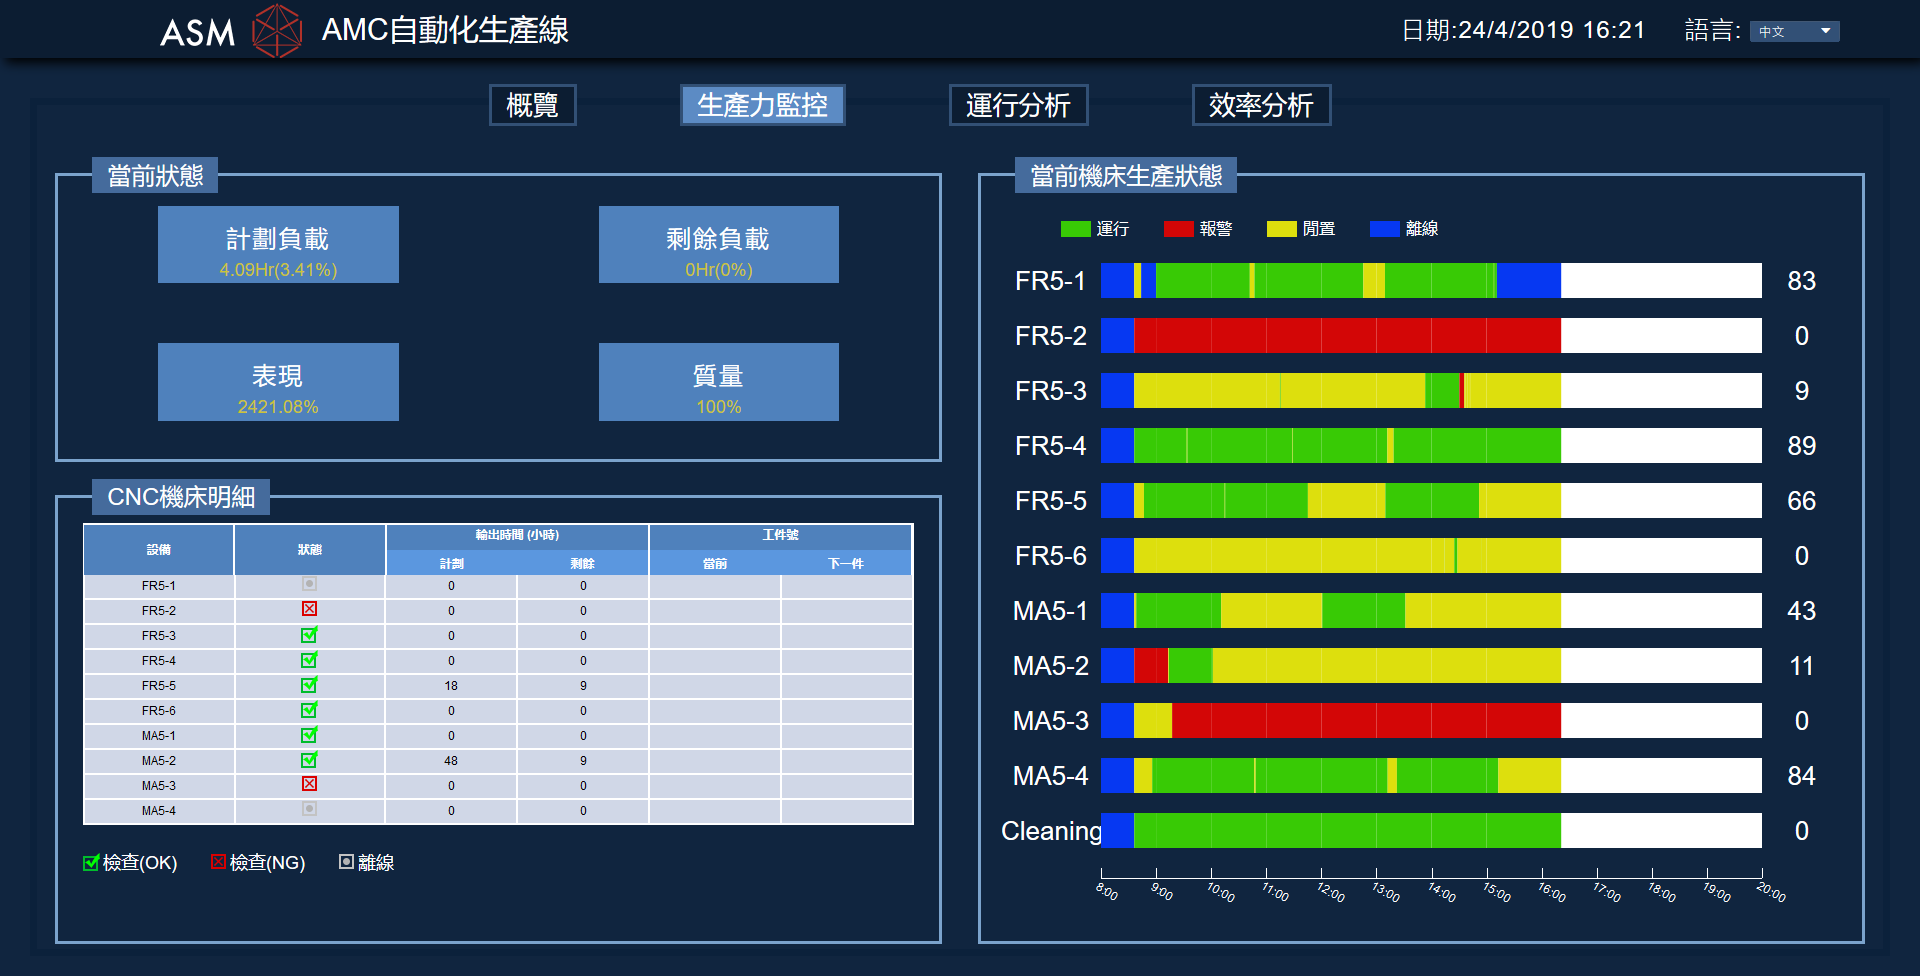 ASM AMC自動化生產線 日期:24/4/2019 16:21 語言: 中文
概覽 生產力監控 運行分析 效率分析
當前狀態
計劃負載
4.09Hr(3.41%)
剩餘負載
0Hr(0%)
表現
2421.08%
質量
100%
CNC機床明細
設備 狀態 輸出時間 (小時) 工件號
計劃 剩餘 當前 下一件
FR5-1 0 0
FR5-2 0 0
FR5-3 0 0
FR5-4 0 0
FR5-5 18 9
FR5-6 0 0
MA5-1 0 0
MA5-2 48 9
MA5-3 0 0
MA5-4 0 0
檢查(OK) 檢查(NG) 離線
當前機床生產狀態
運行 報警 閒置 離線
FR5-1 83
FR5-2 0
FR5-3 9
FR5-4 89
FR5-5 66
FR5-6 0
MA5-1 43
MA5-2 11
MA5-3 0
MA5-4 84
Cleaning 0
8:00 9:00 10:00 11:00 12:00 13:00 14:00 15:00 16:00 17:00 18:00 19:00 20:00